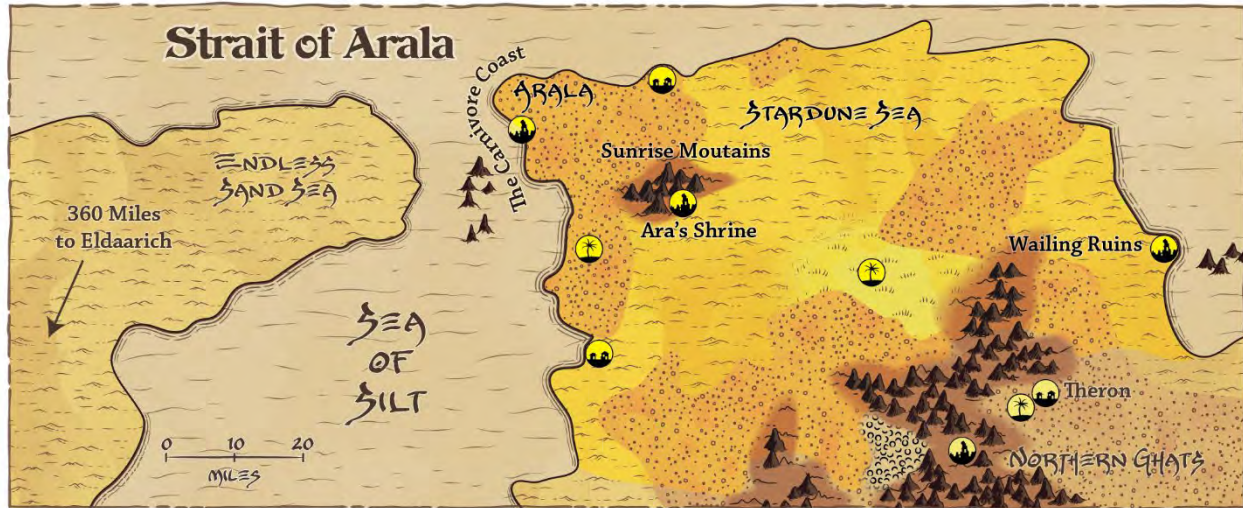 Strait of Arala
The Carnivore Coast
Arala
Stardune Sea
Endless
Sand Sea
Sunrise Moutains
360 Miles
to Eldaarich
Ara's Shrine
Wailing Ruins
Sea
of
Silt
Theron
0 10 20
Miles
Northern Ghats